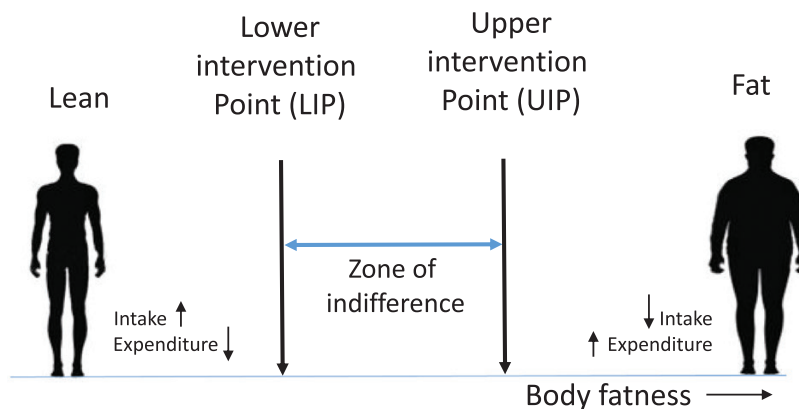 Lean
Lower
intervention
Point (LIP)
Upper
intervention
Point (UIP)
Fat
Zone of
indifference
Intake
Expenditure
Intake
Expenditure
Body fatness